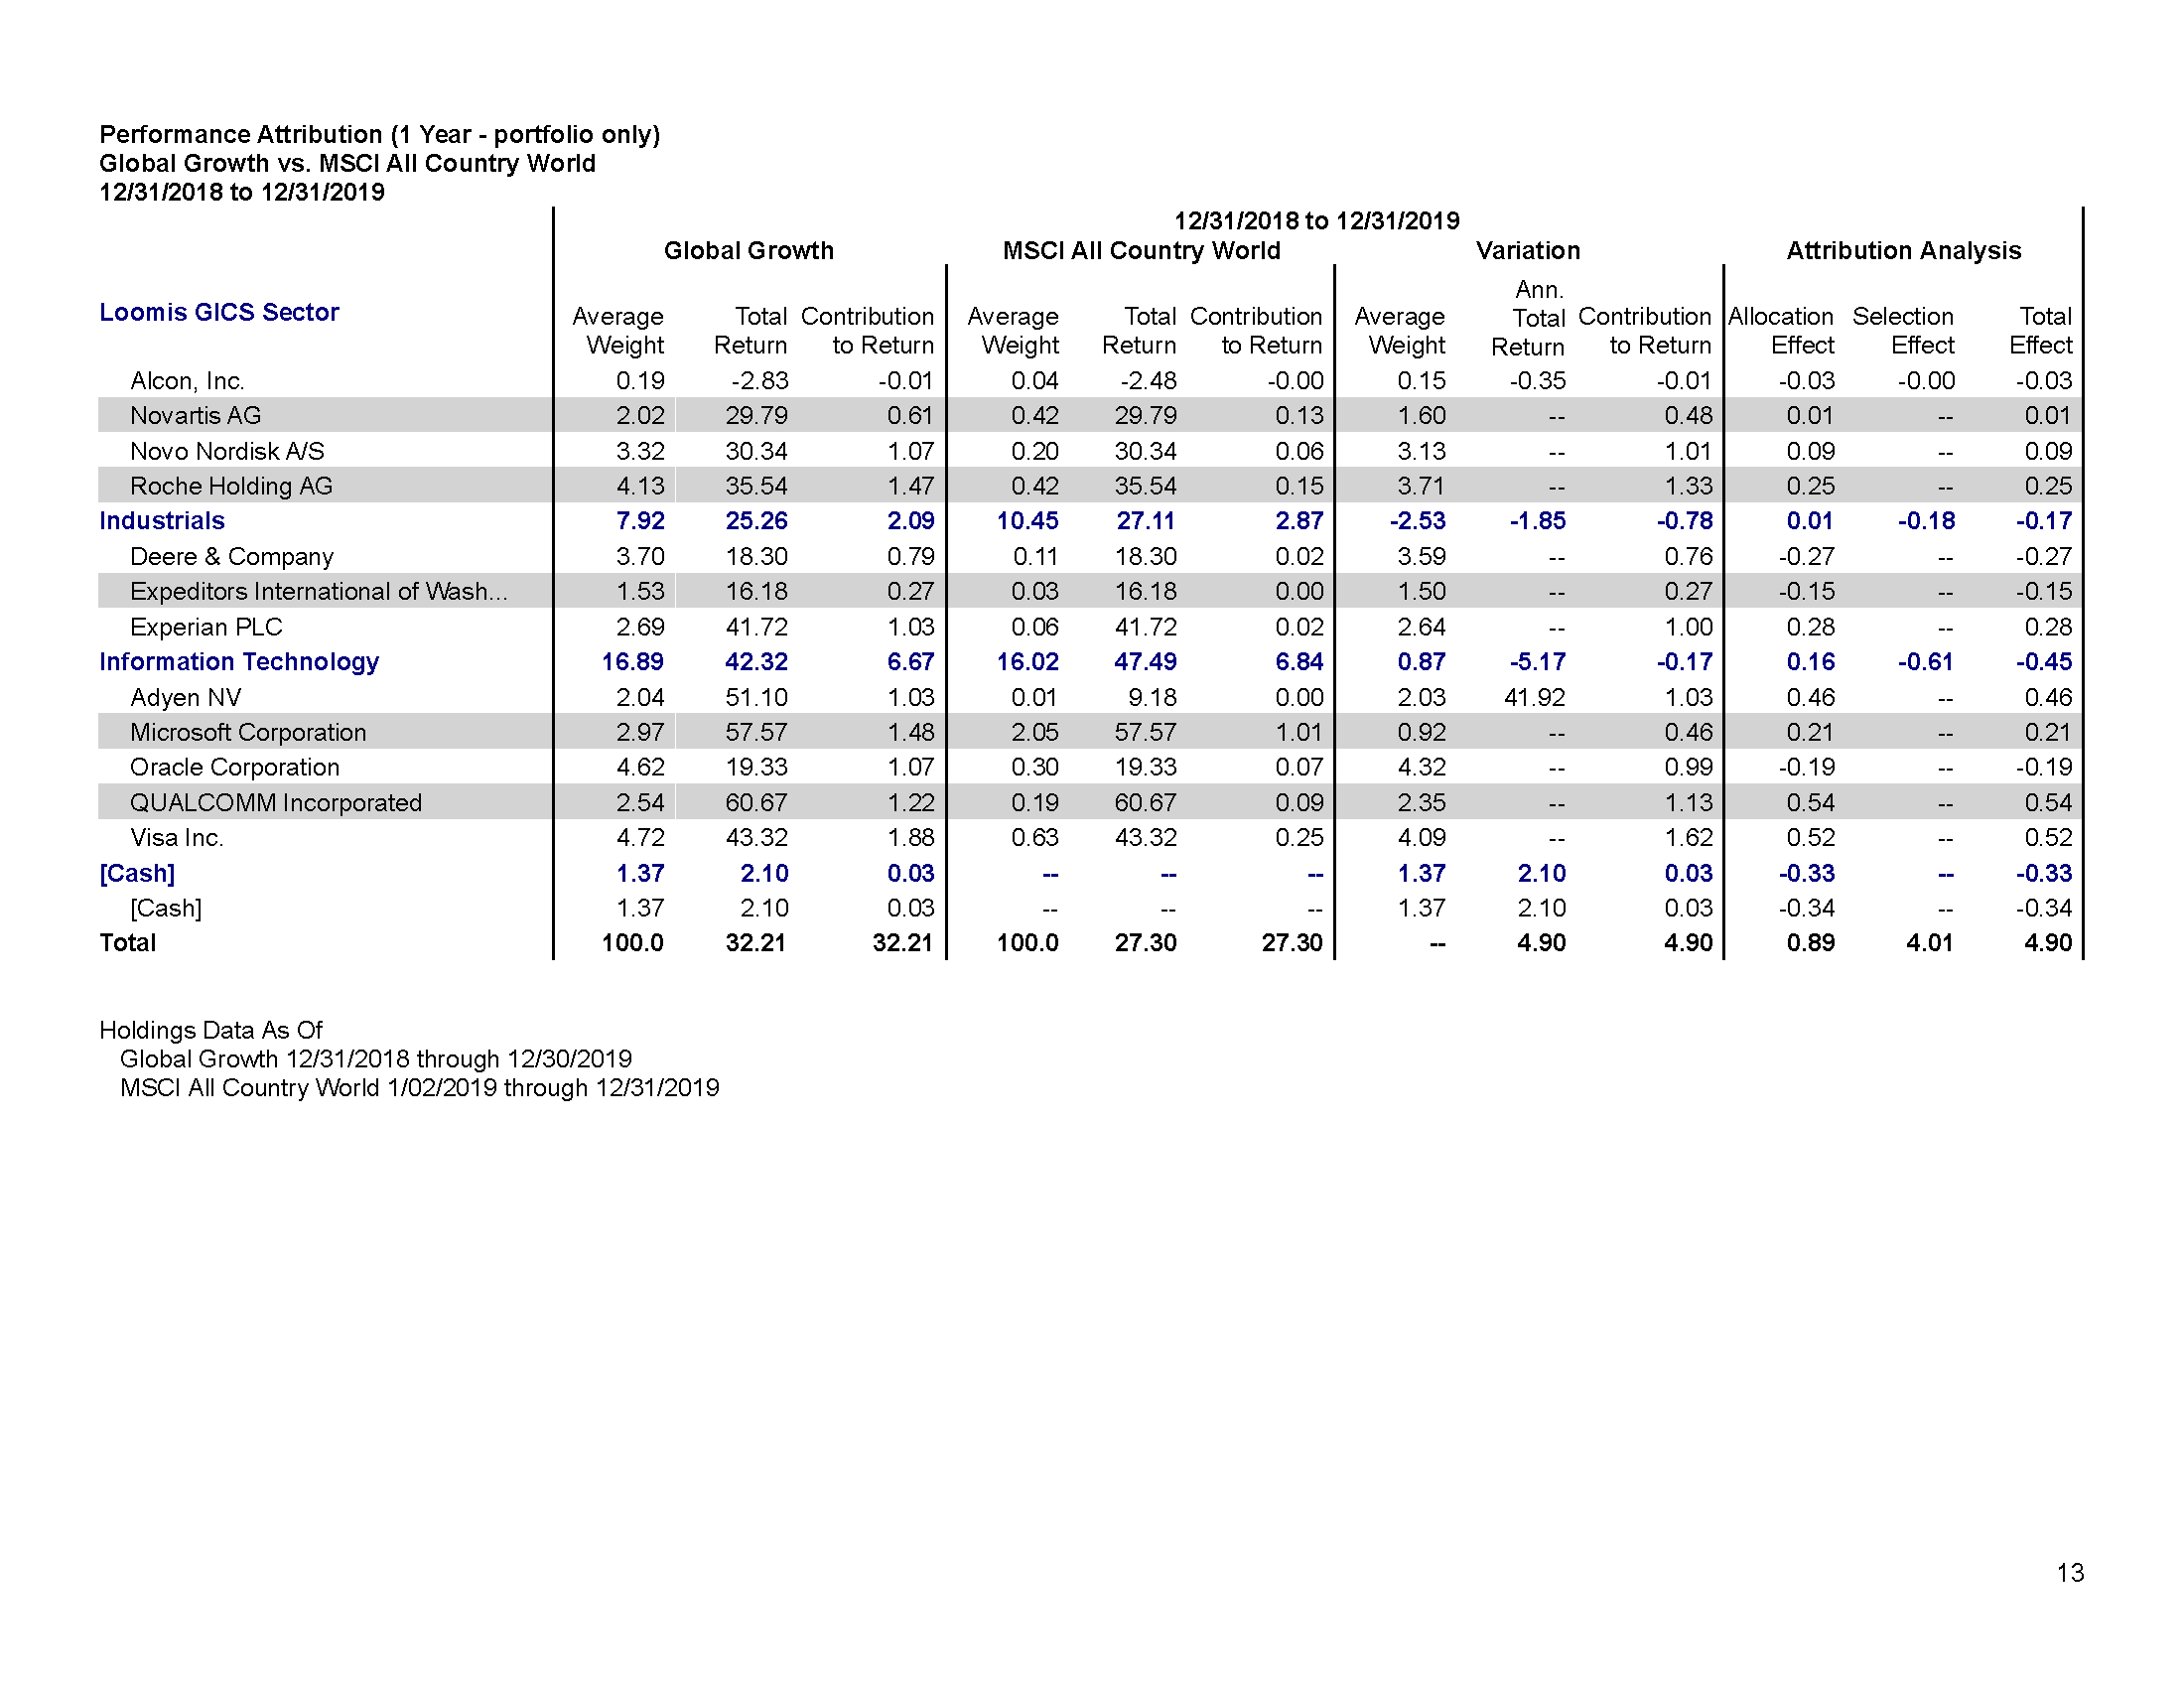 Performance Attribution (1 Year - portfolio only)
Global Growth vs. MSCI All Country World
12/31/2018 to 12/31/2019
12/31/2018 to 12/31/2019
Global Growth MSCI All Country World Variation Attribution Analysis
Loomis GICS Sector Average Weight Total Return Contribution to Return Average Weight Total Return Contribution to Return Average Weight Ann. Total Return Contribution to Return Allocation Effect Selection Effect Total Effect
Alcon, Inc. 0.19 -2.83 -0.01 0.04 -2.48 -0.00 0.15 -0.35 -0.01 -0.03 -0.00 -0.03
Novartis AG 2.02 29.79 0.61 0.42 29.79 0.13 1.60 -- 0.48 0.01 -- 0.01
Novo Nordisk A/S 3.32 30.34 1.07 0.20 30.34 0.06 3.13 -- 1.01 0.09 -- 0.09
Roche Holding AG 4.13 35.54 1.47 0.42 35.54 0.15 3.71 -- 1.33 0.25 -- 0.25
Industrials 7.92 25.26 2.09 10.45 27.11 2.87 -2.53 -1.85 -0.78 0.01 -0.18 -0.17
Deere & Company 3.70 18.30 0.79 0.11 18.30 0.02 3.59 -- 0.76 -0.27 -- -0.27
Expeditors International of Wash... 1.53 16.18 0.27 0.03 16.18 0.00 1.50 -- 0.27 -0.15 -- -0.15
Experian PLC 2.69 41.72 1.03 0.06 41.72 0.02 2.64 -- 1.00 0.28 -- 0.28
Information Technology 16.89 42.32 6.67 16.02 47.49 6.84 0.87 -5.17 -0.17 0.16 -0.61 -0.45
Adyen NV 2.04 51.10 1.03 0.01 9.18 0.00 2.03 41.92 1.03 0.46 -- 0.46
Microsoft Corporation 2.97 57.57 1.48 2.05 57.57 1.01 0.92 -- 0.46 0.21 -- 0.21
Oracle Corporation 4.62 19.33 1.07 0.30 19.33 0.07 4.32 -- 0.99 -0.19 -- -0.19
QUALCOMM Incorporated 2.54 60.67 1.22 0.19 60.67 0.09 2.35 -- 1.13 0.54 -- 0.54
Visa Inc. 4.72 43.32 1.88 0.63 43.32 0.25 4.09 -- 1.62 0.52 -- 0.52
[Cash] 1.37 2.10 0.03 -- -- -- 1.37 2.10 0.03 -0.33 -- -0.33
[Cash] 1.37 2.10 0.03 -- -- -- 1.37 2.10 0.03 -0.34 -- -0.34
Total 100.0 32.21 32.21 100.0 27.30 27.30 -- 4.90 4.90 0.89 4.01 4.90
Holdings Data As Of
Global Growth 12/31/2018 through 12/30/2019
MSCI All Country World 1/02/2019 through 12/31/2019
13